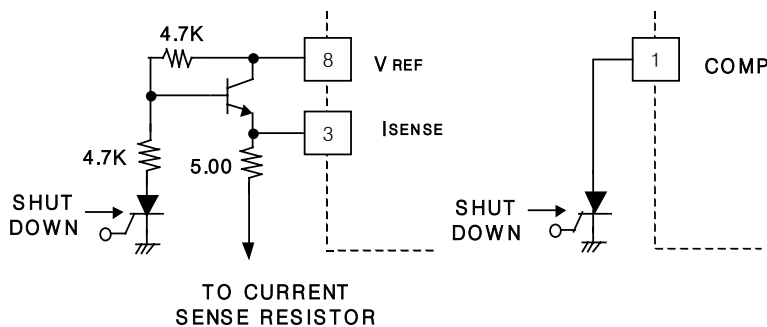 4.7K
8
VREF
1
COMP
3
ISENSE
4.7K
5.00
SHUT
DOWN
SHUT
DOWN
TO CURRENT
SENSE RESISTOR